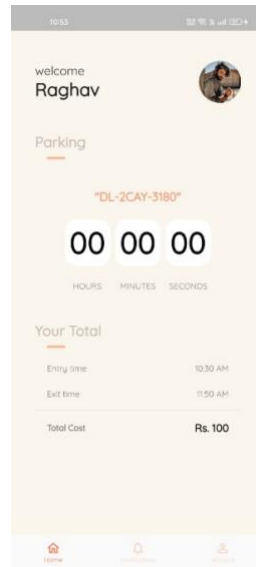 10:53
welcome
Raghav
Parking
"DL-2CAY-3180"
00 00 00
HOURS MINUTES SECONDS
Your Total
Entry time 10:30 AM
Exit time 11:50 AM
Total Cost Rs. 100
Home